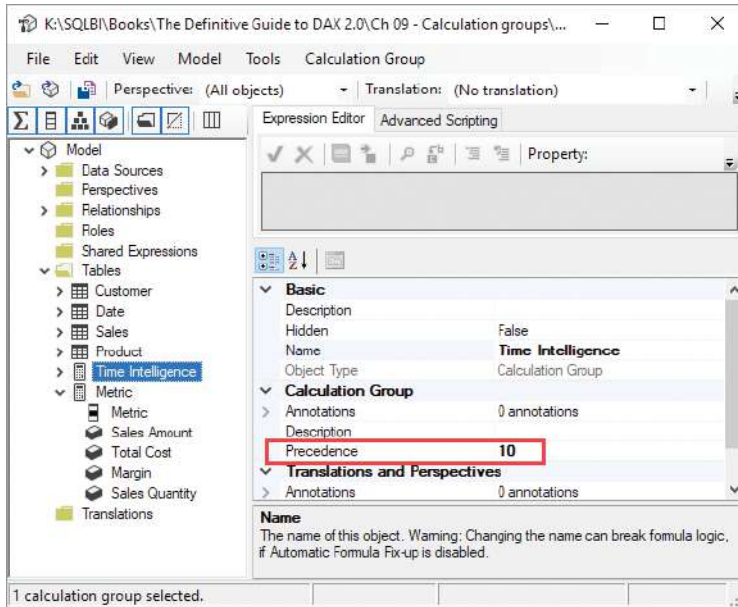 K:\SQLBI\Books\The Definitive Guide to DAX 2.0\Ch 09 - Calculation groups\...
File Edit View Model Tools Calculation Group
Perspective: (All objects) Translation: (No translation)
Expression Editor Advanced Scripting
Property:
Model
Data Sources
Perspectives
Relationships
Roles
Shared Expressions
Tables
Customer
Date
Sales
Product
Time Intelligence
Metric
Metric
Sales Amount
Total Cost
Margin
Sales Quantity
Translations
Basic
Description
Hidden False
Name Time Intelligence
Object Type Calculation Group
Calculation Group
Annotations 0 annotations
Description
Precedence 10
Translations and Perspectives
Annotations 0 annotations
Name
The name of this object. Warning: Changing the name can break formula logic,
if Automatic Formula Fix-up is disabled.
1 calculation group selected.